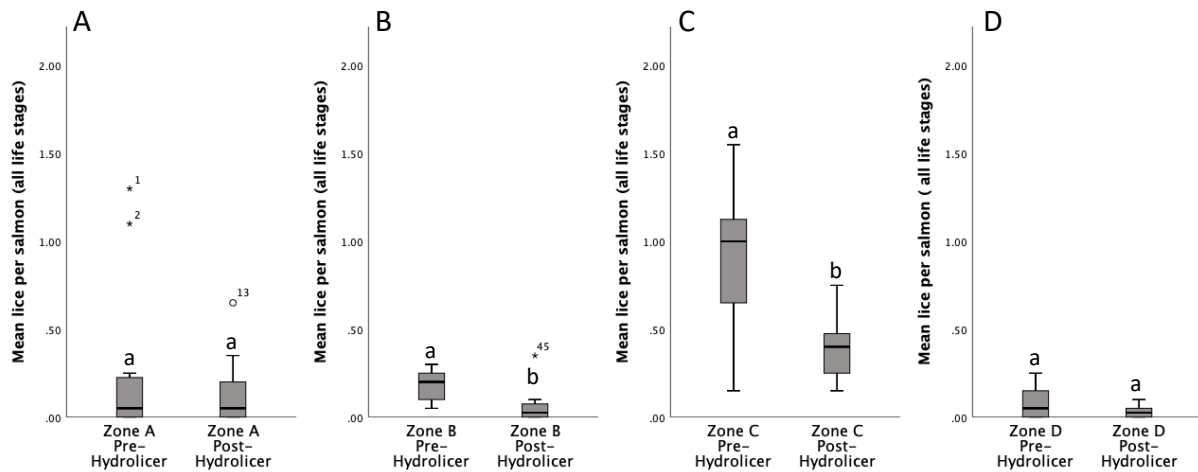 A
Mean lice per salmon (all life stages)
2.00
1.50
1.00
.50
.00
*1
*2
13
a
a
Zone A
Pre-
Hydrolicer
Zone A
Post-
Hydrolicer
B
Mean lice per salmon (all life stages)
2.00
1.50
1.00
.50
.00
a
*45
b
Zone B
Pre-
Hydrolicer
Zone B
Post-
Hydrolicer
C
Mean lice per salmon (all life stages)
2.00
1.50
1.00
.50
.00
a
b
Zone C
Pre-
Hydrolicer
Zone C
Post-
Hydrolicer
D
Mean lice per salmon ( all life stages)
2.00
1.50
1.00
.50
.00
a
a
Zone D
Pre-
Hydrolicer
Zone D
Post-
Hydrolicer